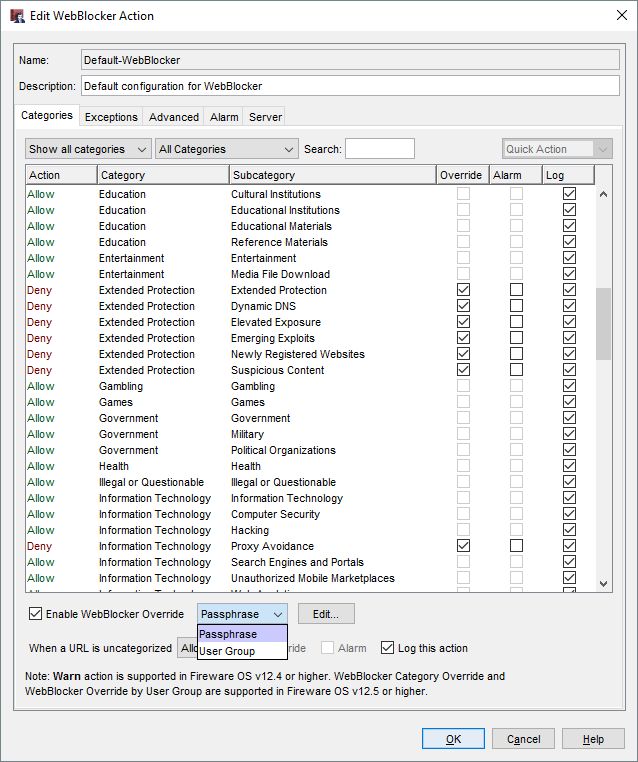 Edit WebBlocker Action
Name: Default-WebBlocker
Description: Default configuration for WebBlocker
Categories Exceptions Advanced Alarm Server
Show all categories All Categories Search: Quick Action
Action Category Subcategory Override Alarm Log
Allow Education Cultural Institutions
Allow Education Educational Institutions
Allow Education Educational Materials
Allow Education Reference Materials
Allow Entertainment Entertainment
Allow Entertainment Media File Download
Deny Extended Protection Extended Protection
Deny Extended Protection Dynamic DNS
Deny Extended Protection Elevated Exposure
Deny Extended Protection Emerging Exploits
Deny Extended Protection Newly Registered Websites
Deny Extended Protection Suspicious Content
Allow Gambling Gambling
Allow Games Games
Allow Government Government
Allow Government Military
Allow Government Political Organizations
Allow Health Health
Allow Illegal or Questionable Illegal or Questionable
Allow Information Technology Information Technology
Allow Information Technology Computer Security
Allow Information Technology Hacking
Deny Information Technology Proxy Avoidance
Allow Information Technology Search Engines and Portals
Allow Information Technology Unauthorized Mobile Marketplaces
Enable WebBlocker Override Passphrase Edit...
Passphrase
User Group
When a URL is uncategorized Alarm Log this action
Note: Warn action is supported in Fireware OS v12.4 or higher. WebBlocker Category Override and
WebBlocker Override by User Group are supported in Fireware OS v12.5 or higher.
OK Cancel Help